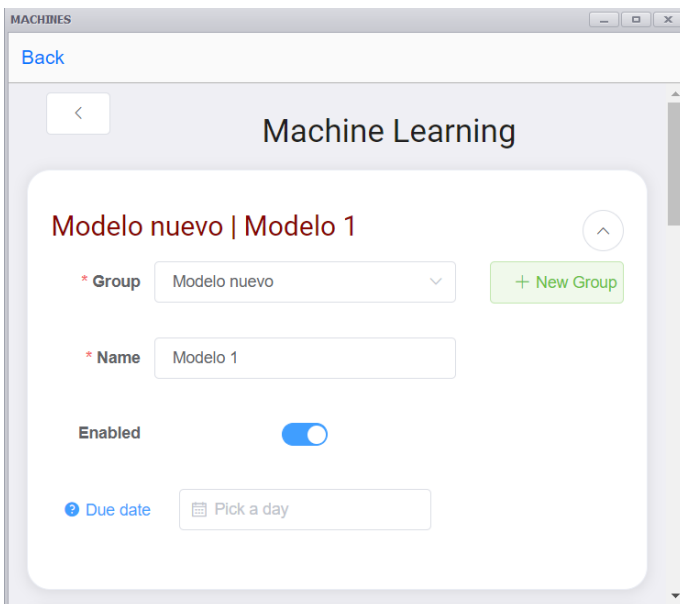 MACHINES
Back
Machine Learning
Modelo nuevo | Modelo 1
* Group Modelo nuevo + New Group
* Name Modelo 1
Enabled
? Due date Pick a day